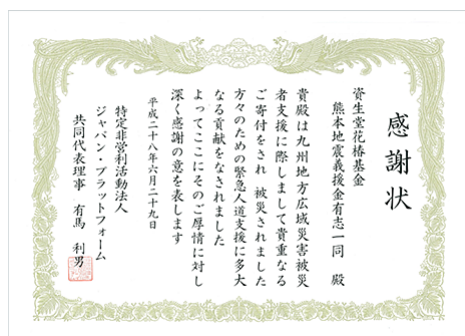 感謝状
資生堂花椿基金
熊本地震義援金有志一同 殿
貴殿は九州地方広域災害被災
者支援に際しまして貴重なる
ご寄付をされ 被災されました
方々のための緊急人道支援に多大
なる貢献をなされました
よってここにそのご厚情に対し
深く感謝の意を表します
平成二十八年六月二十九日
特定非営利活動法人
ジャパン・プラットフォーム
共同代表理事 有馬 利男